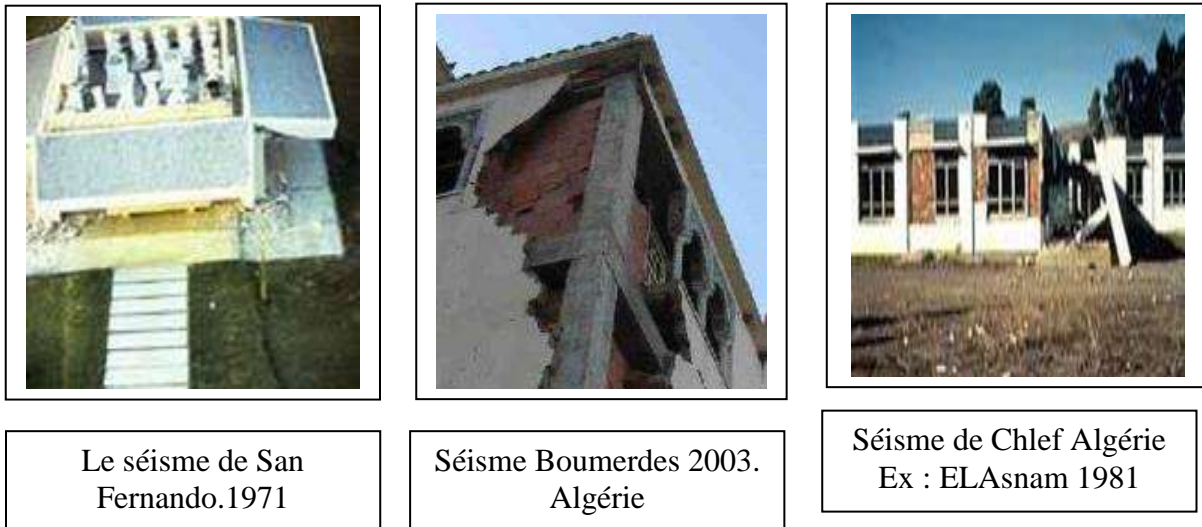 Le séisme de San
Fernando.1971
Séisme Boumerdes 2003.
Algérie
Séisme de Chlef Algérie
Ex : ELAsnam 1981